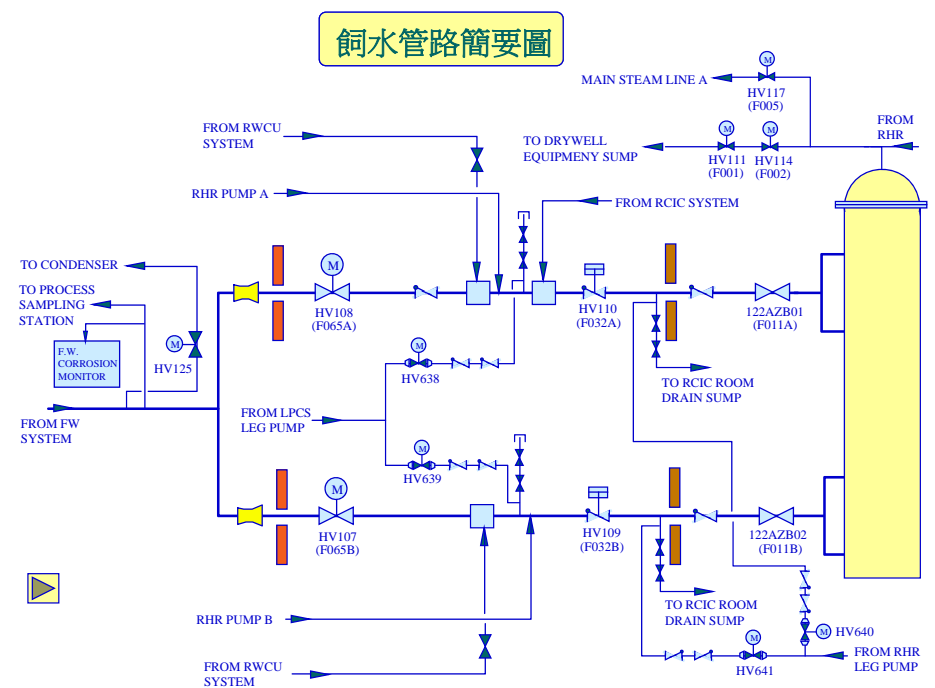 飼水管路簡要圖
M
MAIN STEAM LINE A
HV117
(F005)
FROM
RHR
FROM RWCU
SYSTEM
TO DRYWELL
EQUIPMENY SUMP
M
M
HV111
(F001)
HV114
(F002)
RHR PUMP A
FROM RCIC SYSTEM
TO CONDENSER
M
TO PROCESS
SAMPLING
STATION
HV108
(F065A)
HV110
(F032A)
122AZB01
(F011A)
F.W.
CORROSION
MONITOR
M
HV125
M
HV638
TO RCIC ROOM
DRAIN SUMP
FROM FW
SYSTEM
FROM LPCS
LEG PUMP
M
HV639
M
HV107
(F065B)
HV109
(F032B)
122AZB02
(F011B)
TO RCIC ROOM
DRAIN SUMP
RHR PUMP B
M
HV640
M
HV641
FROM RHR
LEG PUMP
FROM RWCU
SYSTEM